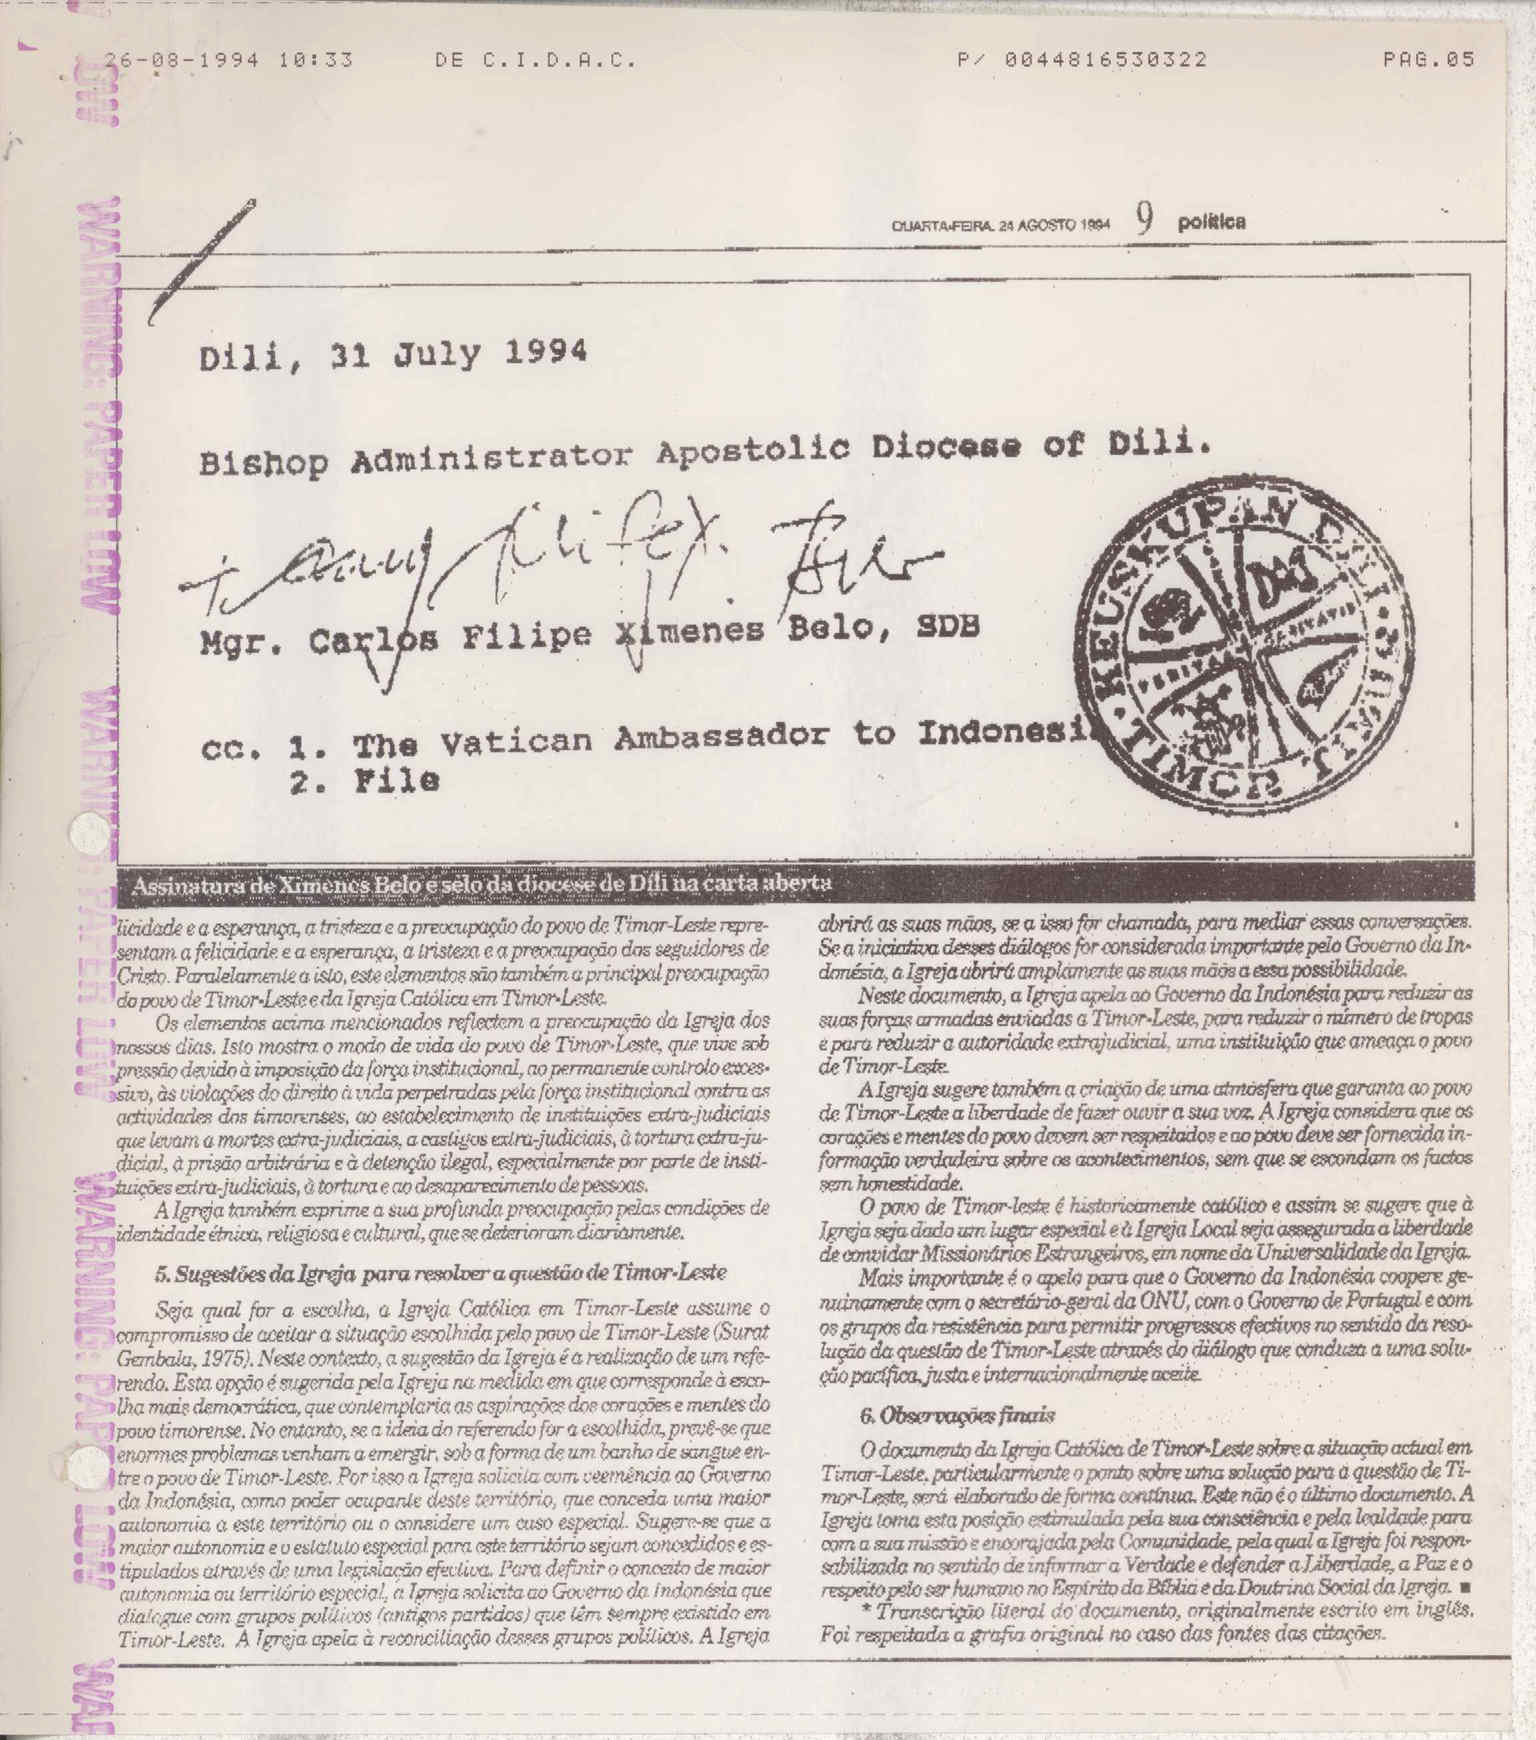 26-08-1994 10:33 DE C.I.D.A.C. P/ 0044816530322 PAG.05
QUARTA-FEIRA, 24 AGOSTO 1994 9 política
Dili, 31 July 1994
Bishop Administrator Apostolic Diocese of Dili.
Mgr. Carlos Filipe Ximenes Belo, SDB
KEUSKUPAN DILI
TIMOR TIMUR
VERITAS
CARITATIS
cc. 1. The Vatican Ambassador to Indonesi
2. File
Assinatura de Ximenes Belo e selo da diocese de Díli na carta aberta
licidade e a esperança, a tristeza e a preocupação do povo de Timor-Leste repre-
sentam a felicidade e a esperança, a tristeza e a preocupação dos seguidores de
Cristo. Paralelamente a isto, este elementos são também a principal preocupação
do povo de Timor-Leste e da Igreja Católica em Timor-Leste.
Os elementos acima mencionados reflectem a preocupação da Igreja dos
nossos dias. Isto mostra o modo de vida do povo de Timor-Leste, que vive sob
pressão devido à imposição da força institucional, ao permanente controlo exces-
sivo, às violações do direito à vida perpetradas pela força institucional contra as
actividades dos timorenses, ao estabelecimento de instituições extra-judiciais
que levam a mortes extra-judiciais, a castigos extra-judiciais, à tortura extra-ju-
dicial, à prisão arbitrária e à detenção ilegal, especialmente por parte de insti-
tuições extra-judiciais, à tortura e ao desaparecimento de pessoas.
A Igreja também exprime a sua profunda preocupação pelas condições de
identidade étnica, religiosa e cultural, que se deterioram diariamente.
5. Sugestões da Igreja para resolver a questão de Timor-Leste
Seja qual for a escolha, a Igreja Católica em Timor-Leste assume o
compromisso de aceitar a situação escolhida pelo povo de Timor-Leste (Surat
Gembala, 1975). Neste contexto, a sugestão da Igreja é a realização de um refe-
rendo. Esta opção é sugerida pela Igreja na medida em que corresponde à esco-
lha mais democrática, que contemplaria as aspirações dos corações e mentes do
povo timorense. No entanto, se a ideia do referendo for a escolhida, prevê-se que
enormes problemas venham a emergir, sob a forma de um banho de sangue en-
tre o povo de Timor-Leste. Por isso a Igreja solicita com veemência ao Governo
da Indonésia, como poder ocupante deste território, que conceda uma maior
autonomia a este território ou o considere um caso especial. Sugere-se que a
maior autonomia e o estatuto especial para este território sejam concedidos e es-
tipulados através de uma legislação efectiva. Para definir o conceito de maior
autonomia ou território especial, a Igreja solicita ao Governo da Indonésia que
dialogue com grupos políticos (antigos partidos) que têm sempre existido em
Timor-Leste. A Igreja apela à reconciliação desses grupos políticos. A Igreja
abrirá as suas mãos, se a isso for chamada, para mediar essas conversações.
Se a iniciativa desses diálogos for considerada importante pelo Governo da In-
donésia, a Igreja abrirá amplamente as suas mãos a essa possibilidade.
Neste documento, a Igreja apela ao Governo da Indonésia para reduzir as
suas forças armadas enviadas a Timor-Leste, para reduzir o número de tropas
e para reduzir a autoridade extrajudicial, uma instituição que ameaça o povo
de Timor-Leste.
A Igreja sugere também a criação de uma atmosfera que garanta ao povo
de Timor-Leste a liberdade de fazer ouvir a sua voz. A Igreja considera que os
corações e mentes do povo devem ser respeitados e ao povo deve ser fornecida in-
formação verdadeira sobre os acontecimentos, sem que se escondam os factos
sem honestidade.
O povo de Timor-leste é historicamente católico e assim se sugere que à
Igreja seja dado um lugar especial e à Igreja Local seja assegurada a liberdade
de convidar Missionários Estrangeiros, em nome da Universalidade da Igreja.
Mais importante é o apelo para que o Governo da Indonésia coopere ge-
nuinamente com o secretário-geral da ONU, com o Governo de Portugal e com
os grupos da resistência para permitir progressos efectivos no sentido da reso-
lução da questão de Timor-Leste através do diálogo que conduza a uma solu-
ção pacífica, justa e internacionalmente aceite.
6. Observações finais
O documento da Igreja Católica de Timor-Leste sobre a situação actual em
Timor-Leste, particularmente o ponto sobre uma solução para a questão de Ti-
mor-Leste, será elaborado de forma contínua. Este não é o último documento. A
Igreja toma esta posição estimulada pela sua consciência e pela lealdade para
com a sua missão e encorajada pela Comunidade, pela qual a Igreja foi respon-
sabilizada no sentido de informar a Verdade e defender a Liberdade, a Paz e o
respeito pelo ser humano no Espírito da Bíblia e da Doutrina Social da Igreja. ■
* Transcrição literal do documento, originalmente escrito em inglês.
Foi respeitada a grafia original no caso das fontes das citações.
LOW WARNING: PAPER LOW WARNING: PAPER LOW WARNING: PAPER LOW WAR